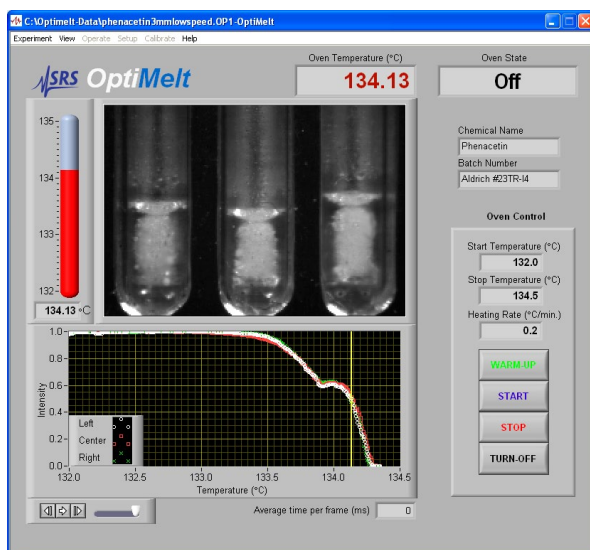 C:\Optimelt-Data\phenacetin3mmlowspeed.OP1-OptiMelt
Experiment View Operate Setup Calibrate Help
SRS OptiMelt
Oven Temperature (°C)
134.13
Oven State
Off
135-
134-
133-
132-
134.13 °C
Chemical Name
Phenacetin
Batch Number
Aldrich #23TR-I4
Oven Control
Start Temperature (°C)
132.0
Stop Temperature (°C)
134.5
Heating Rate (°C/min.)
0.2
WARM-UP
START
STOP
TURN-OFF
1.0-
0.8-
0.6-
0.4-
0.2-
0.0-
Intensity
Left
Center
Right
132.0 132.5 133.0 133.5 134.0 134.5
Temperature (°C)
Average time per frame (ms) 0